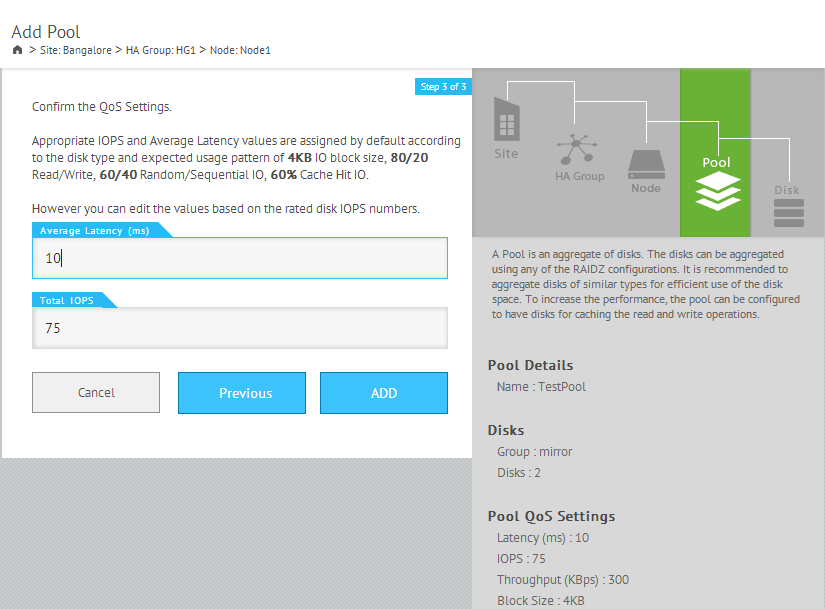 Add Pool
> Site: Bangalore > HA Group: HG1 > Node: Node1
Step 3 of 3
Confirm the QoS Settings.
Appropriate IOPS and Average Latency values are assigned by default according
to the disk type and expected usage pattern of 4KB IO block size, 80/20
Read/Write, 60/40 Random/Sequential IO, 60% Cache Hit IO.
However you can edit the values based on the rated disk IOPS numbers.
Average Latency (ms)
10
Total IOPS
75
Cancel
Previous
ADD
Site
HA Group
Node
Pool
Disk
A Pool is an aggregate of disks. The disks can be aggregated
using any of the RAIDZ configurations. It is recommended to
aggregate disks of similar types for efficient use of the disk
space. To increase the performance, the pool can be configured
to have disks for caching the read and write operations.
Pool Details
Name : TestPool
Disks
Group : mirror
Disks : 2
Pool QoS Settings
Latency (ms) : 10
IOPS : 75
Throughput (KBps) : 300
Block Size : 4KB